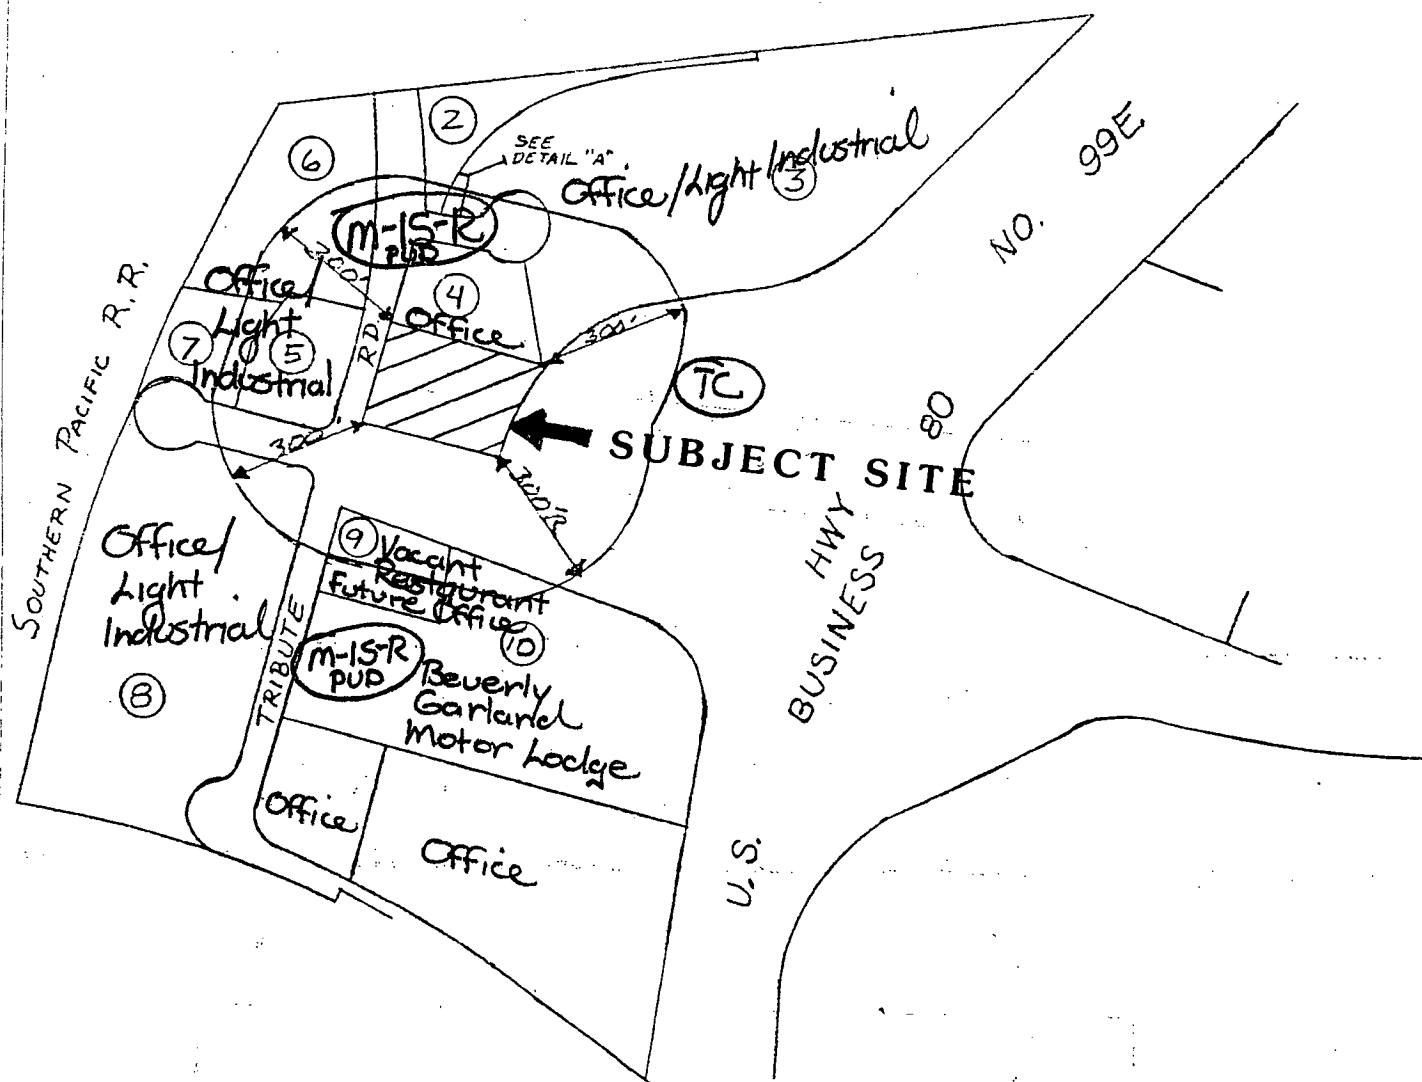 2
SEE
DETAIL "A"
6
Office/Light Industrial
3
99E.
NO.
M-1S-R
PUD
300'
Office/
Light
Industrial
4
Office
RD.
7
5
300'
SOUTHERN PACIFIC R.R.
TC
80
SUBJECT SITE
300'
300'R
HWY
BUSINESS
U.S.
Office/
Light
Industrial
8
9
Vacant
Restaurant
Future Office
10
TRIBUTE
M-1S-R
PUD
Beverly
Garland
Motor Lodge
Office
Office